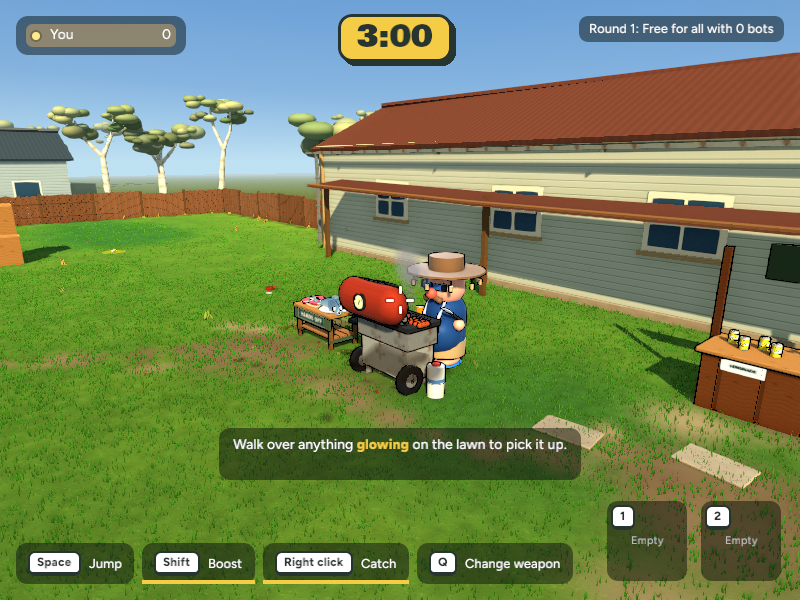 You 0
3:00
Round 1: Free for all with 0 bots
Walk over anything glowing on the lawn to pick it up.
1
Empty
2
Empty
Space Jump
Shift Boost
Right click Catch
Q Change weapon